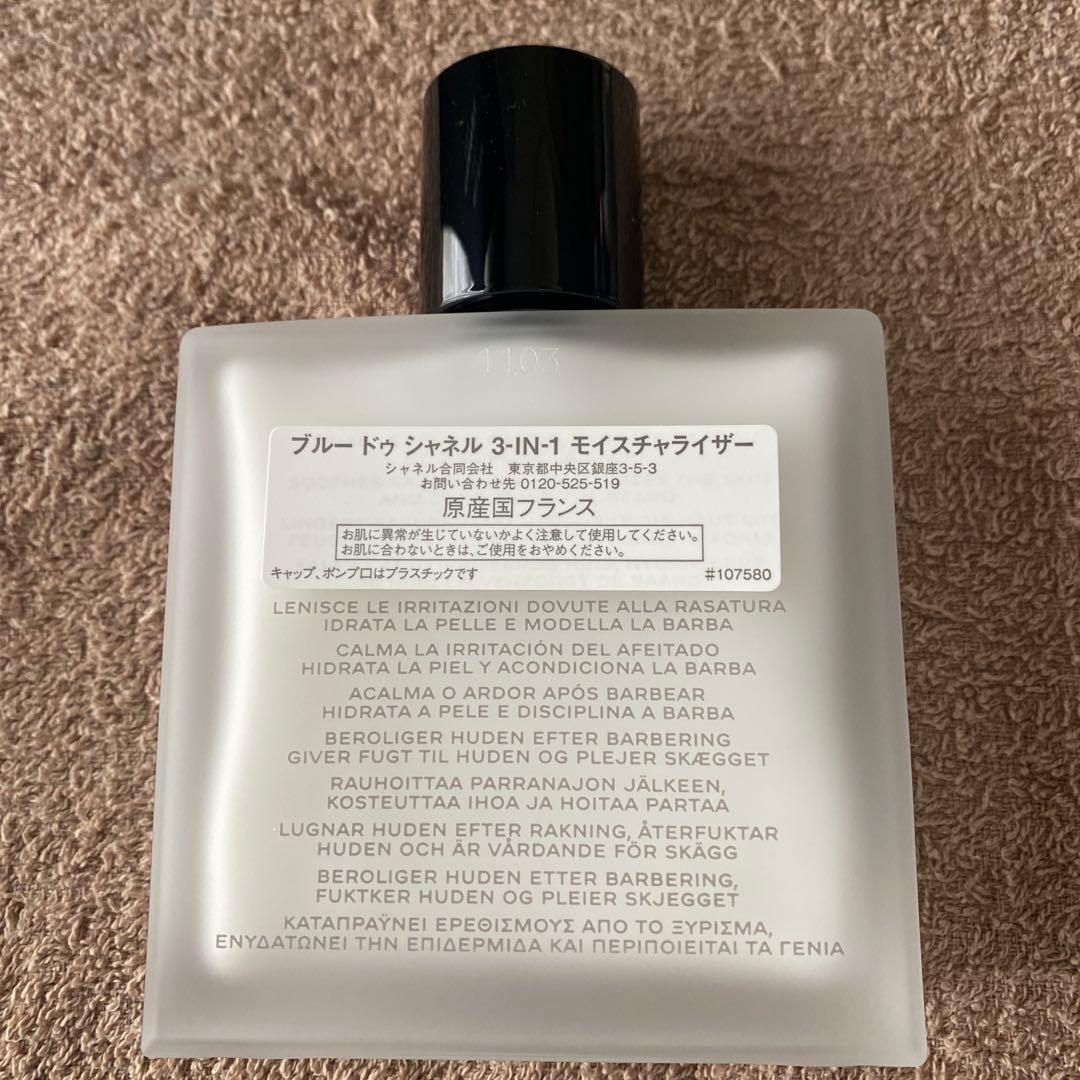 1103
ブルー ドゥ シャネル 3-IN-1 モイスチャライザー
シャネル合同会社 東京都中央区銀座3-5-3
お問い合わせ先 0120-525-519
原産国フランス
お肌に異常が生じていないかよく注意して使用してください。
お肌に合わないときは、ご使用をおやめください。
キャップ、ポンプロはプラスチックです #107580
LENISCE LE IRRITAZIONI DOVUTE ALLA RASATURA
IDRATA LA PELLE E MODELLA LA BARBA
CALMA LA IRRITACIÓN DEL AFEITADO
HIDRATA LA PIEL Y ACONDICIONA LA BARBA
ACALMA O ARDOR APÓS BARBEAR
HIDRATA A PELE E DISCIPLINA A BARBA
BEROLIGER HUDEN EFTER BARBERING
GIVER FUGT TIL HUDEN OG PLEJER SKÆGGET
RAUHOITTAA PARRANAJON JÄLKEEN,
KOSTEUTTAA IHOA JA HOITAA PARTAA
LUGNAR HUDEN EFTER RAKNING, ÅTERFUKTAR
HUDEN OCH ÄR VÅRDANDE FÖR SKÄGG
BEROLIGER HUDEN ETTER BARBERING,
FUKTKER HUDEN OG PLEIER SKJEGGET
ΚΑΤΑΠΡΑΫΝΕΙ ΕΡΕΘΙΣΜΟΥΣ ΑΠΟ ΤΟ ΞΥΡΙΣΜΑ,
ΕΝΥΔΑΤΩΝΕΙ ΤΗΝ ΕΠΙΔΕΡΜΙΔΑ ΚΑΙ ΠΕΡΙΠΟΙΕΙΤΑΙ ΤΑ ΓΕΝΙΑ